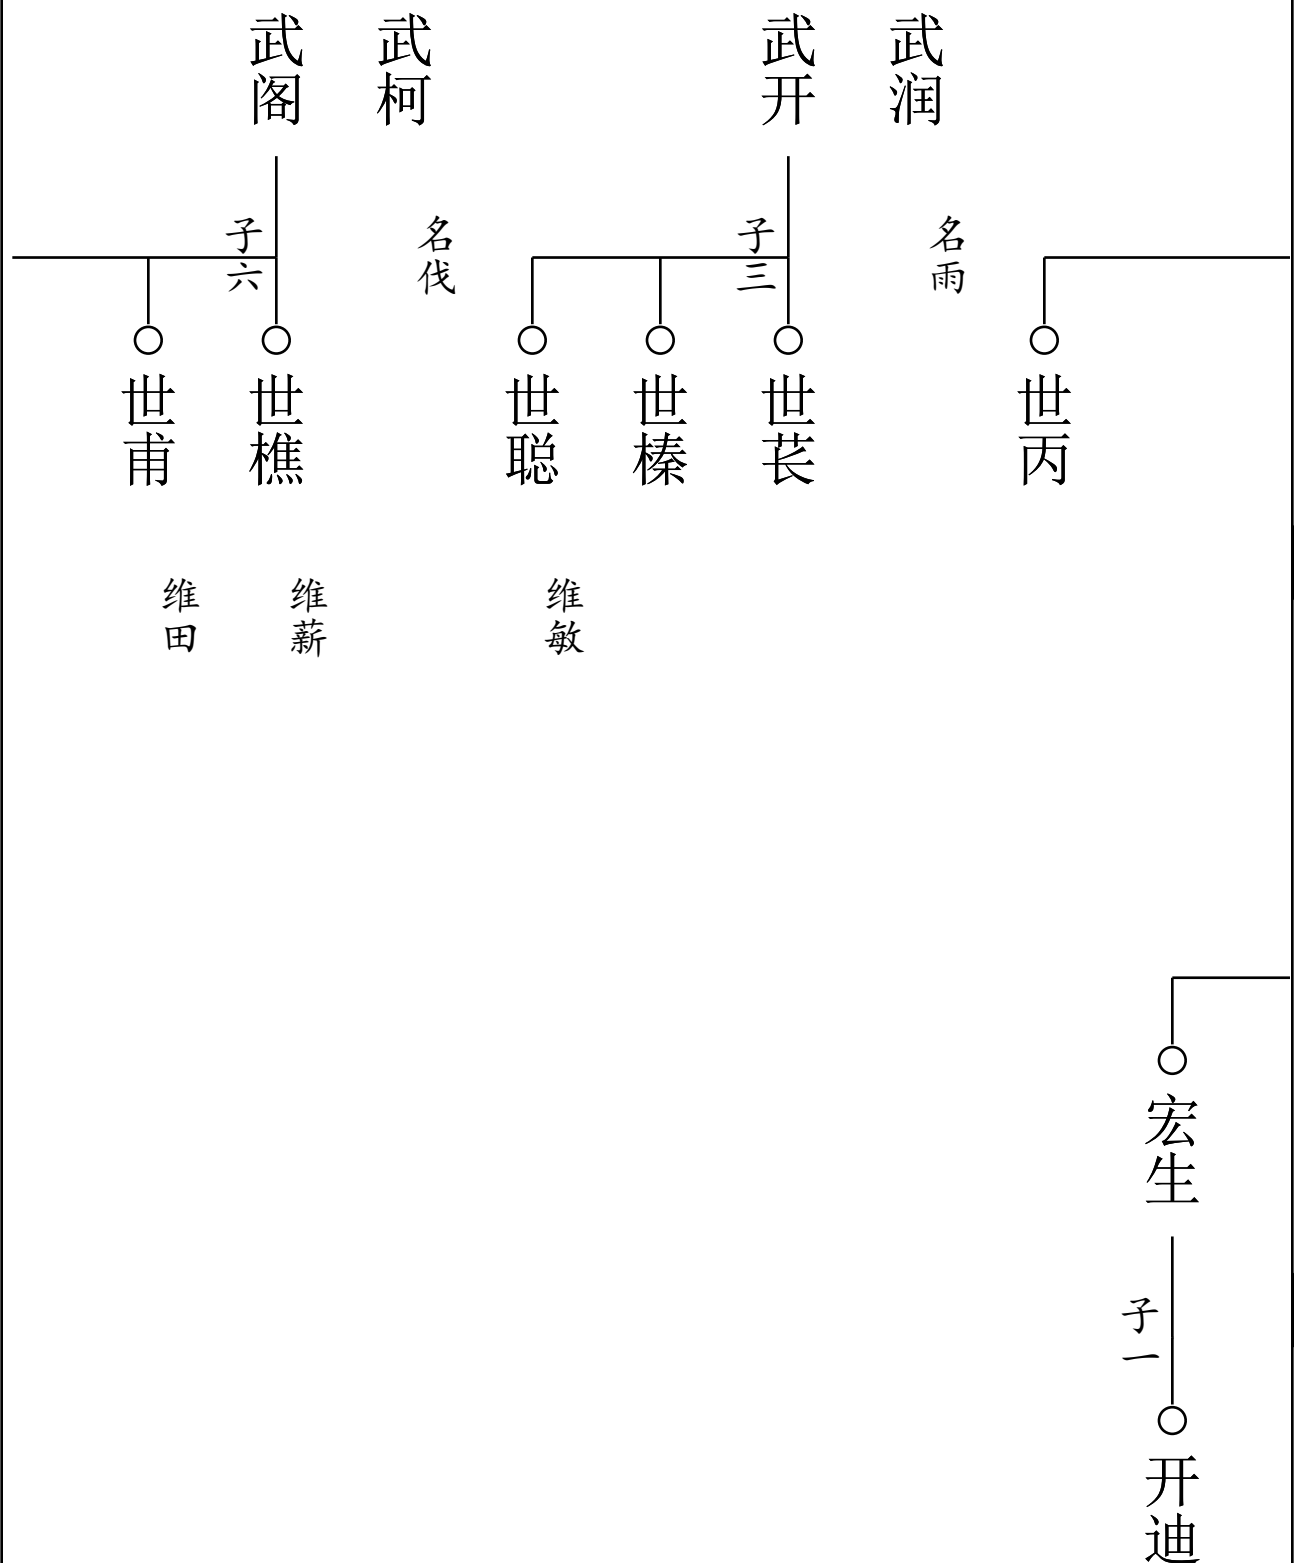 武润
名雨
武开
子三
武柯
名伐
武阁
子六
世丙
世苌
世榛
世聪
维敏
世樵
维薪
世甫
维田
宏生
子一
开迪